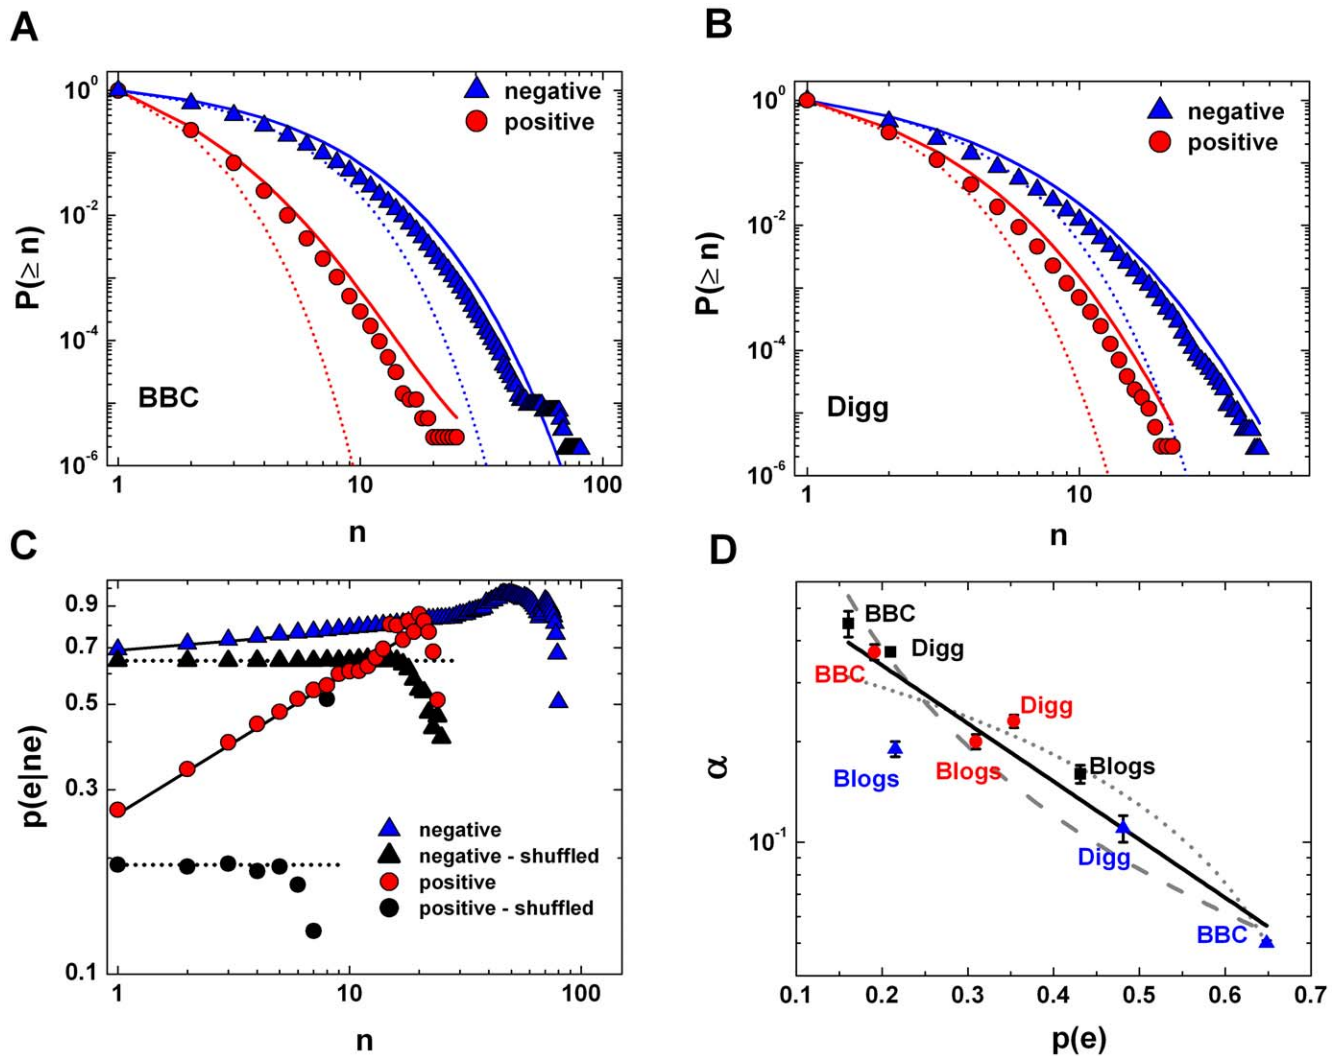 A
10^0
10^-2
10^-4
10^-6
P(≥ n)
negative
positive
BBC
1
10
100
n
B
10^0
10^-2
10^-4
10^-6
P(≥ n)
negative
positive
Digg
1
10
n
C
0.9
0.7
0.5
0.3
0.1
p(e|ne)
negative
negative - shuffled
positive
positive - shuffled
1
10
100
n
D
α
10^-1
BBC
Digg
BBC
Digg
Blogs
Blogs
Blogs
Digg
BBC
0.1
0.2
0.3
0.4
0.5
0.6
0.7
p(e)